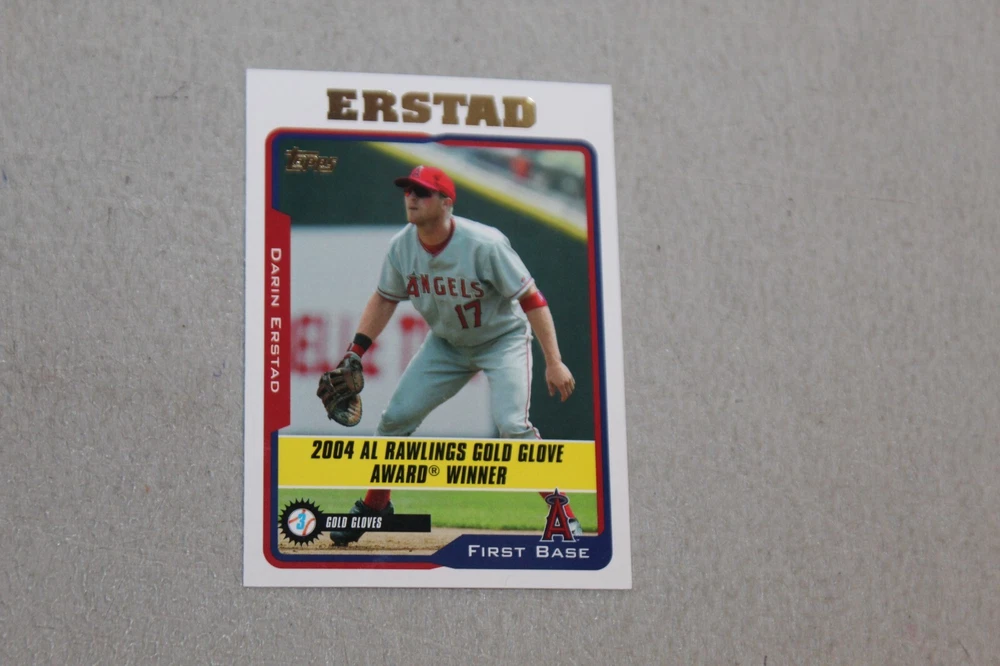 ERSTAD
Topps
DARIN ERSTAD
ANGELS
17
2004 AL RAWLINGS GOLD GLOVE
AWARD® WINNER
3
GOLD GLOVES
A
FIRST BASE